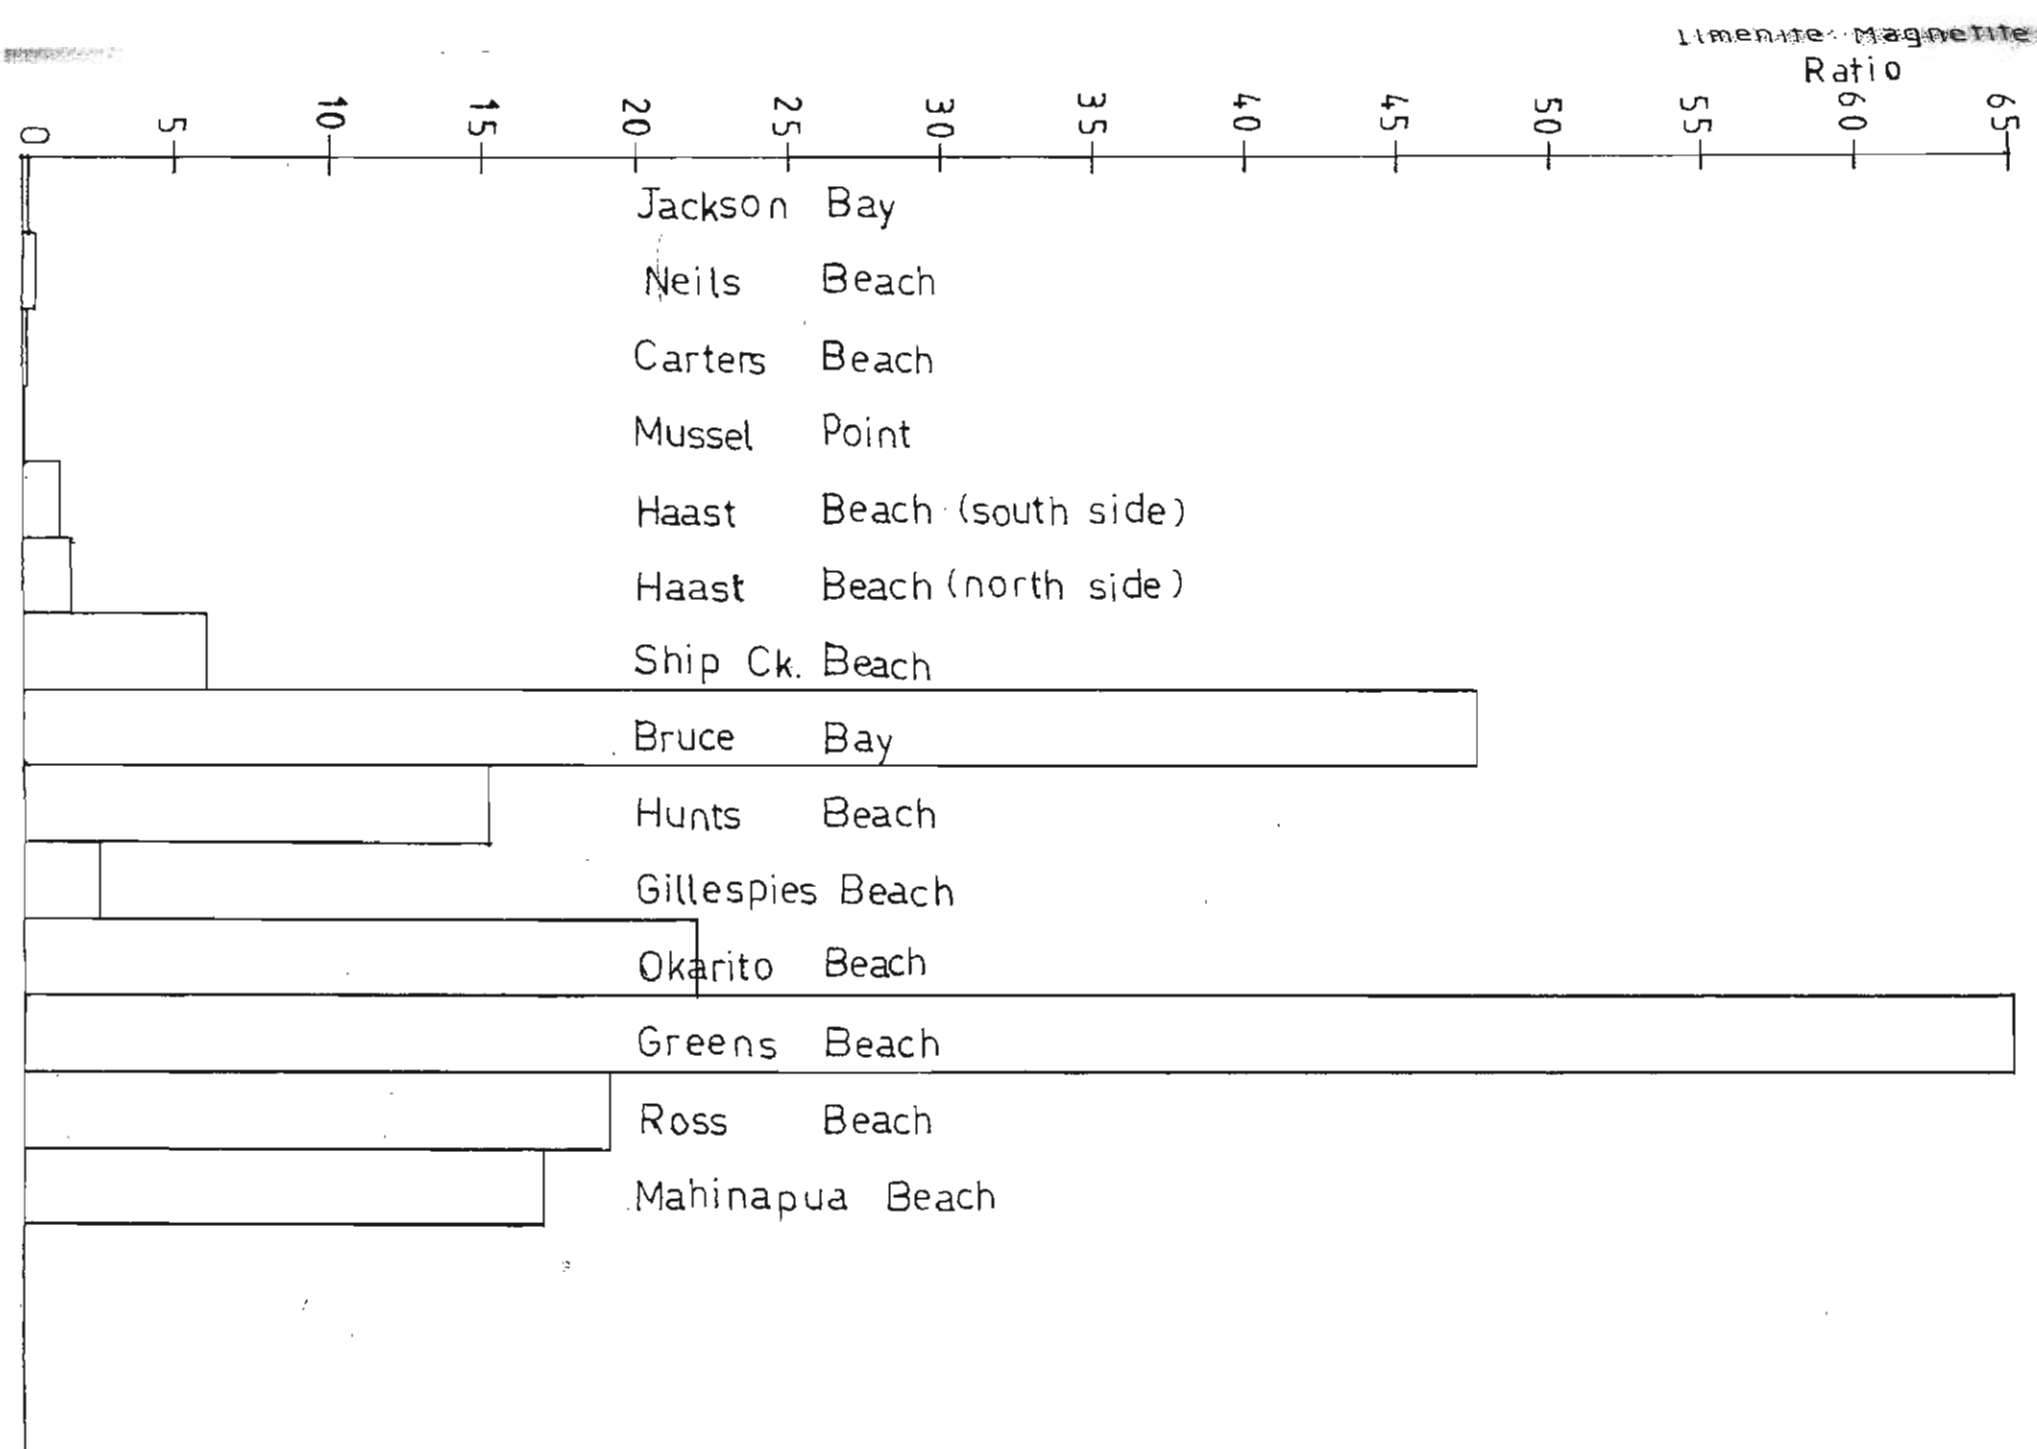 Ilmenite: Magnetite
Ratio
0 5 10 15 20 25 30 35 40 45 50 55 60 65
Jackson Bay
Neils Beach
Carters Beach
Mussel Point
Haast Beach (south side)
Haast Beach (north side)
Ship Ck. Beach
Bruce Bay
Hunts Beach
Gillespies Beach
Okarito Beach
Greens Beach
Ross Beach
Mahinapua Beach